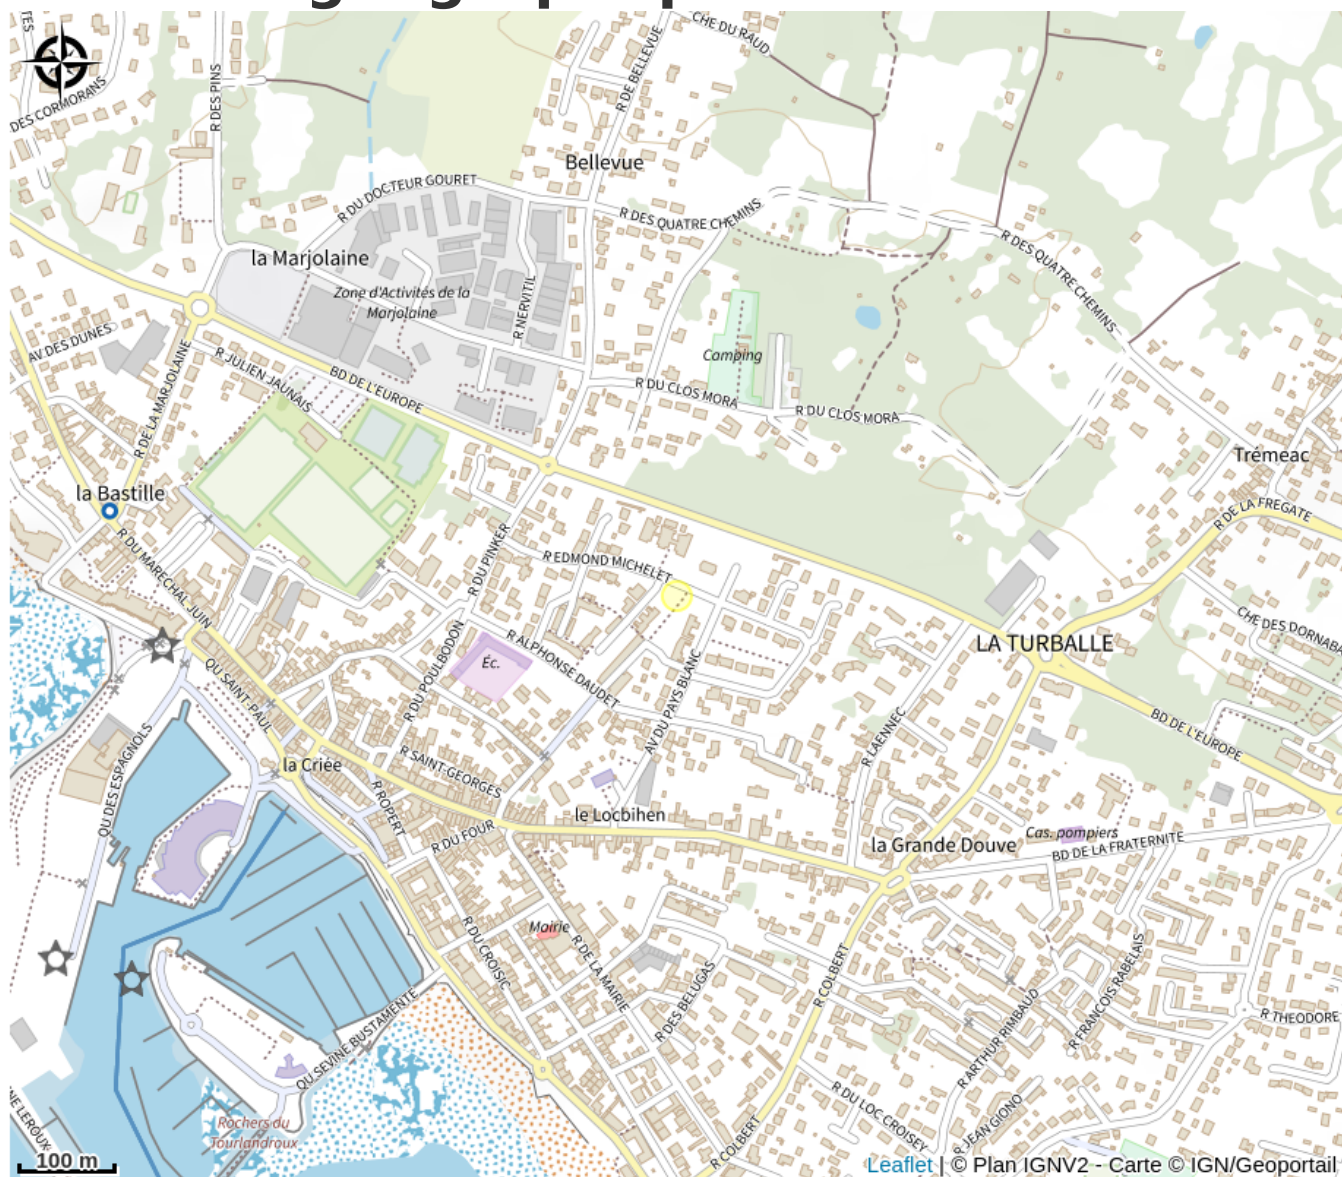 CHE DU RAUD
R DE BELLEVUE
DES CORMORANS
R DES PINS
Bellevue
R DU DOCTEUR GOURET
R DES QUATRE CHEMINS
R DES QUATRE CHEMINS
la Marjolaine
Zone d'Activités de la
Marjolaine
R NERVITIL
AV DES DUNES
R JULIEN JAUNAIS
BD DE L'EUROPE
Camping
R DU CLOS MORA
R DU CLOS MORA
R DE LA MARJOLAINE
Trémeac
la Bastille
R DE LA FREGATE
R DU MARECHAL JUIN
R DU PINKER
R EDMOND MICHELET
CHE DES DORNABA
LA TURBALLE
R ALPHONSE DAUDET
Éc.
R DU POULBODON
QU SAINT-PAUL
AV DU PAYS BLANC
R LAENNEC
BD DE L'EUROPE
QU DES ESPAGNOLS
la Criée
R SAINT-GEORGES
R ROPERT
le Locbihen
R DU FOUR
la Grande Douve
Cas. pompiers
BD DE LA FRATERNITE
Mairie
R DU CROISIC
R DE LA MAIRIE
R DES BELUGAS
R COLBERT
R FRANCOIS RABELAIS
R ARTHUR RIMBAUD
R THEODORE
QU SEVINE BUSTAMENTE
R DU LOC CROISEY
R JEAN GIONO
R COLBERT
NE LEROUX
Rochers du
Tourlandroux
100 m
Leaflet | © Plan IGNV2 - Carte © IGN/Geoportail